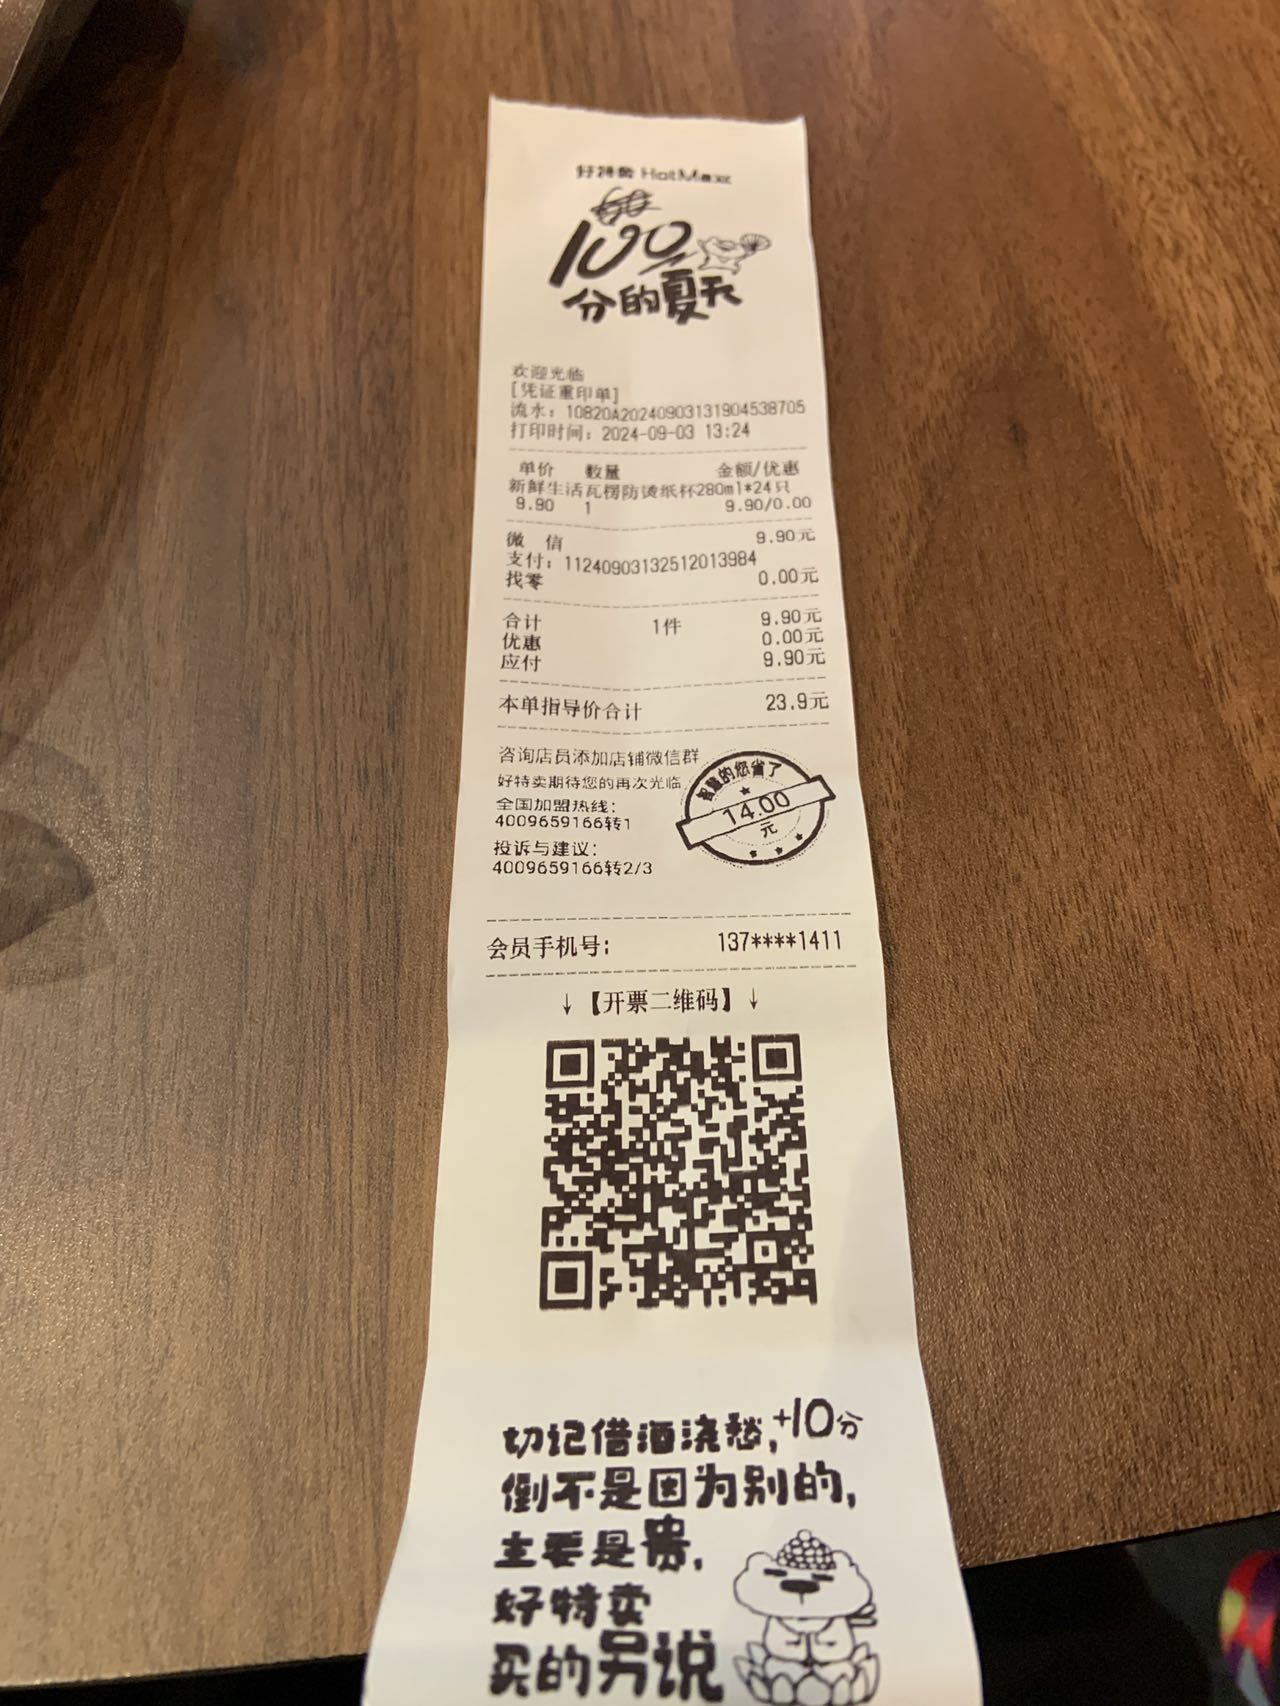 好特卖 HotMaxx
100
分的夏天
欢迎光临
[凭证重印单]
流水：10820A20240903131904538705
打印时间：2024-09-03 13:24
单价 数量 金额/优惠
新鲜生活瓦楞防烫纸杯280ml*24只
9.90 1 9.90/0.00
微 信 9.90元
支付：11240903132512013984
找零 0.00元
合计 1件 9.90元
优惠 0.00元
应付 9.90元
本单指导价合计 23.9元
咨询店员添加店铺微信群
好特卖期待您的再次光临
全国加盟热线：
4009659166转1
投诉与建议：
4009659166转2/3
智慧的您省了
14.00
元
会员手机号： 137****1411
↓【开票二维码】↓
切记借酒浇愁，+10分
倒不是因为别的，
主要是贵，
好特卖
买的另说